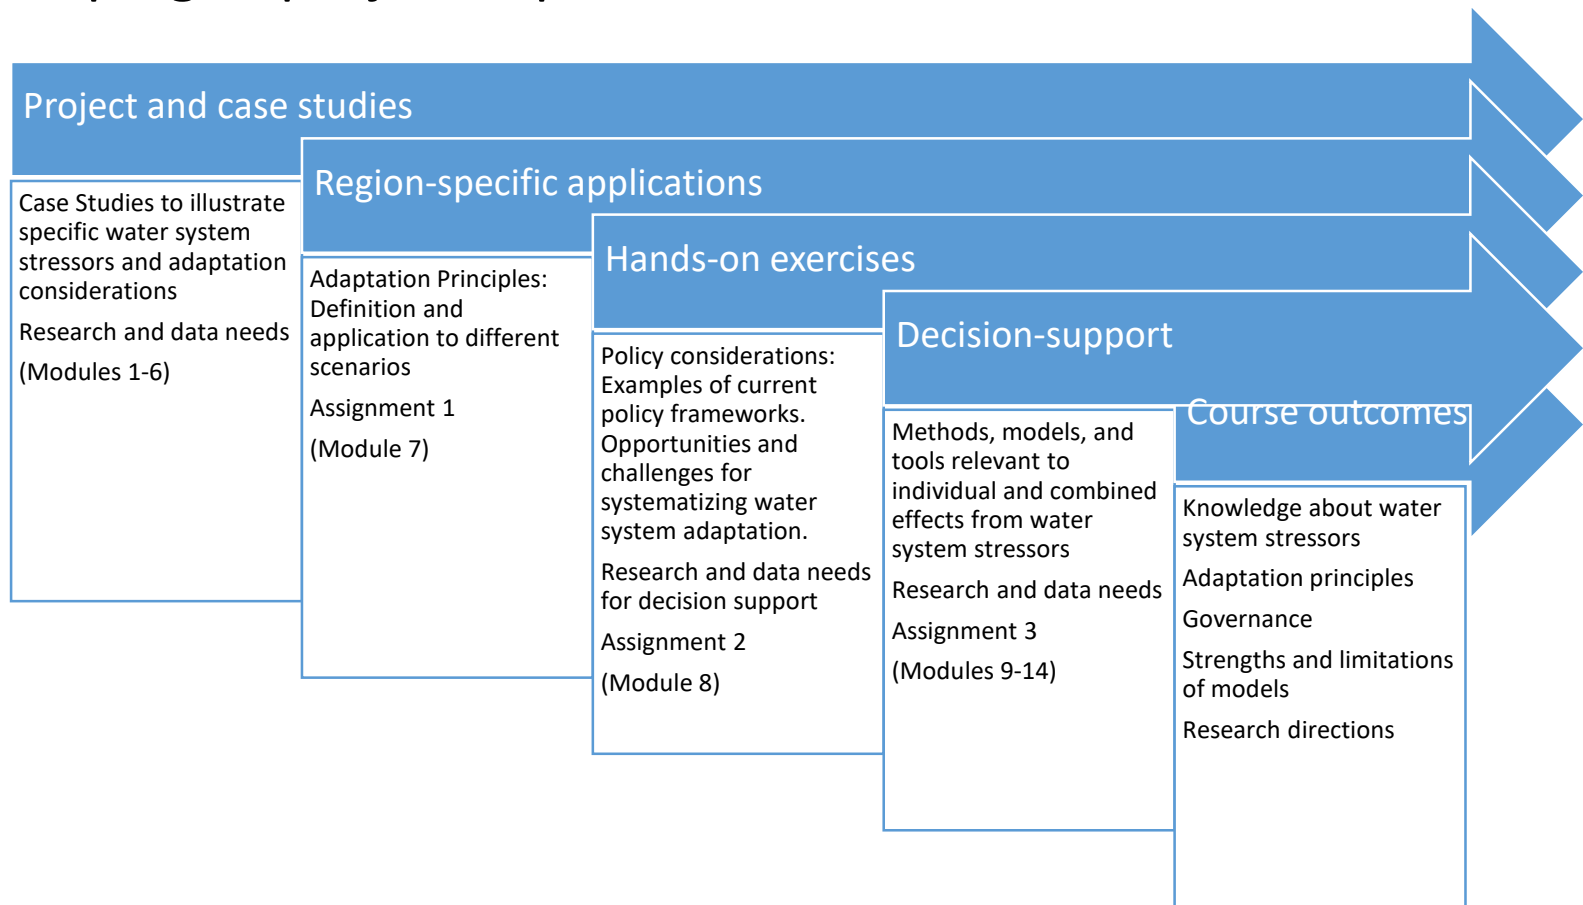 Project and case studies
Case Studies to illustrate
specific water system
stressors and adaptation
considerations
Research and data needs
(Modules 1-6)
Region-specific applications
Adaptation Principles:
Definition and
application to different
scenarios
Assignment 1
(Module 7)
Hands-on exercises
Policy considerations:
Examples of current
policy frameworks.
Opportunities and
challenges for
systematizing water
system adaptation.
Research and data needs
for decision support
Assignment 2
(Module 8)
Decision-support
Methods, models, and
tools relevant to
individual and combined
effects from water
system stressors
Research and data needs
Assignment 3
(Modules 9-14)
Course outcomes
Knowledge about water
system stressors
Adaptation principles
Governance
Strengths and limitations
of models
Research directions